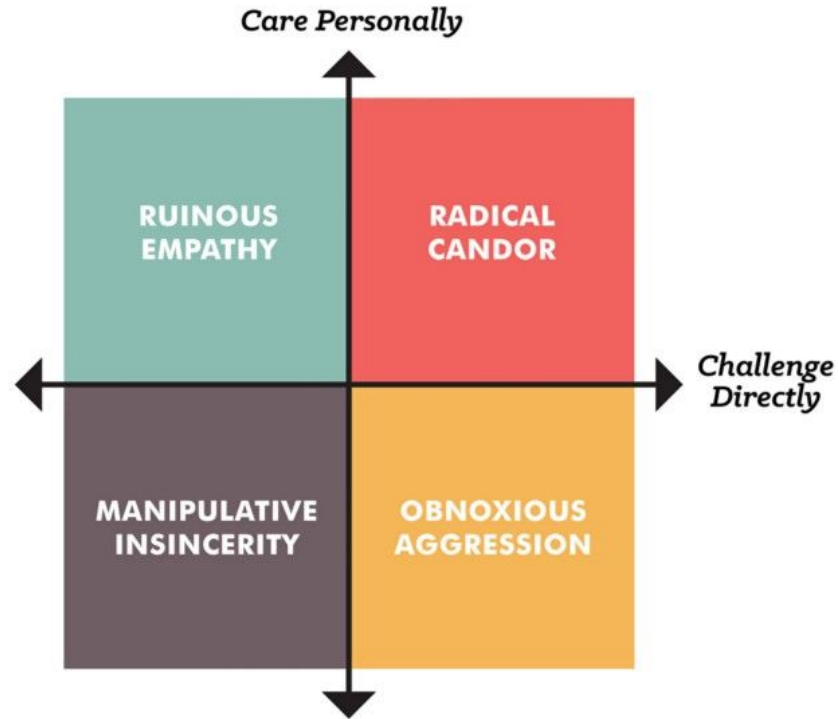 Care Personally
RUINOUS
EMPATHY
RADICAL
CANDOR
Challenge
Directly
MANIPULATIVE
INSINCERITY
OBNOXIOUS
AGGRESSION